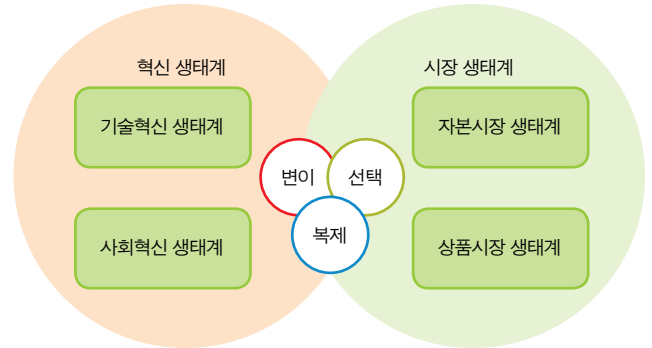 혁신 생태계
시장 생태계
기술혁신 생태계
자본시장 생태계
변이
선택
복제
사회혁신 생태계
상품시장 생태계